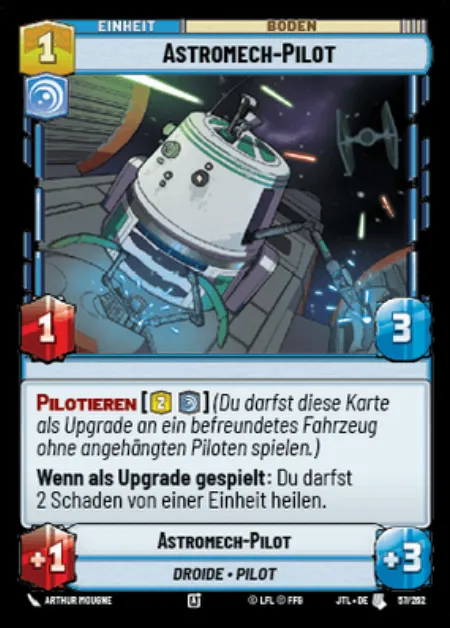 EINHEIT
BODEN
1
ASTROMECH-PILOT
1
3
PILOTIEREN [2 ] (Du darfst diese Karte
als Upgrade an ein befreundetes Fahrzeug
ohne angehängten Piloten spielen.)
Wenn als Upgrade gespielt: Du darfst
2 Schaden von einer Einheit heilen.
+1
ASTROMECH-PILOT
+3
DROIDE • PILOT
ARTHUR MOUGNE
A
© LFL © FFG
JTL • DE
57/262